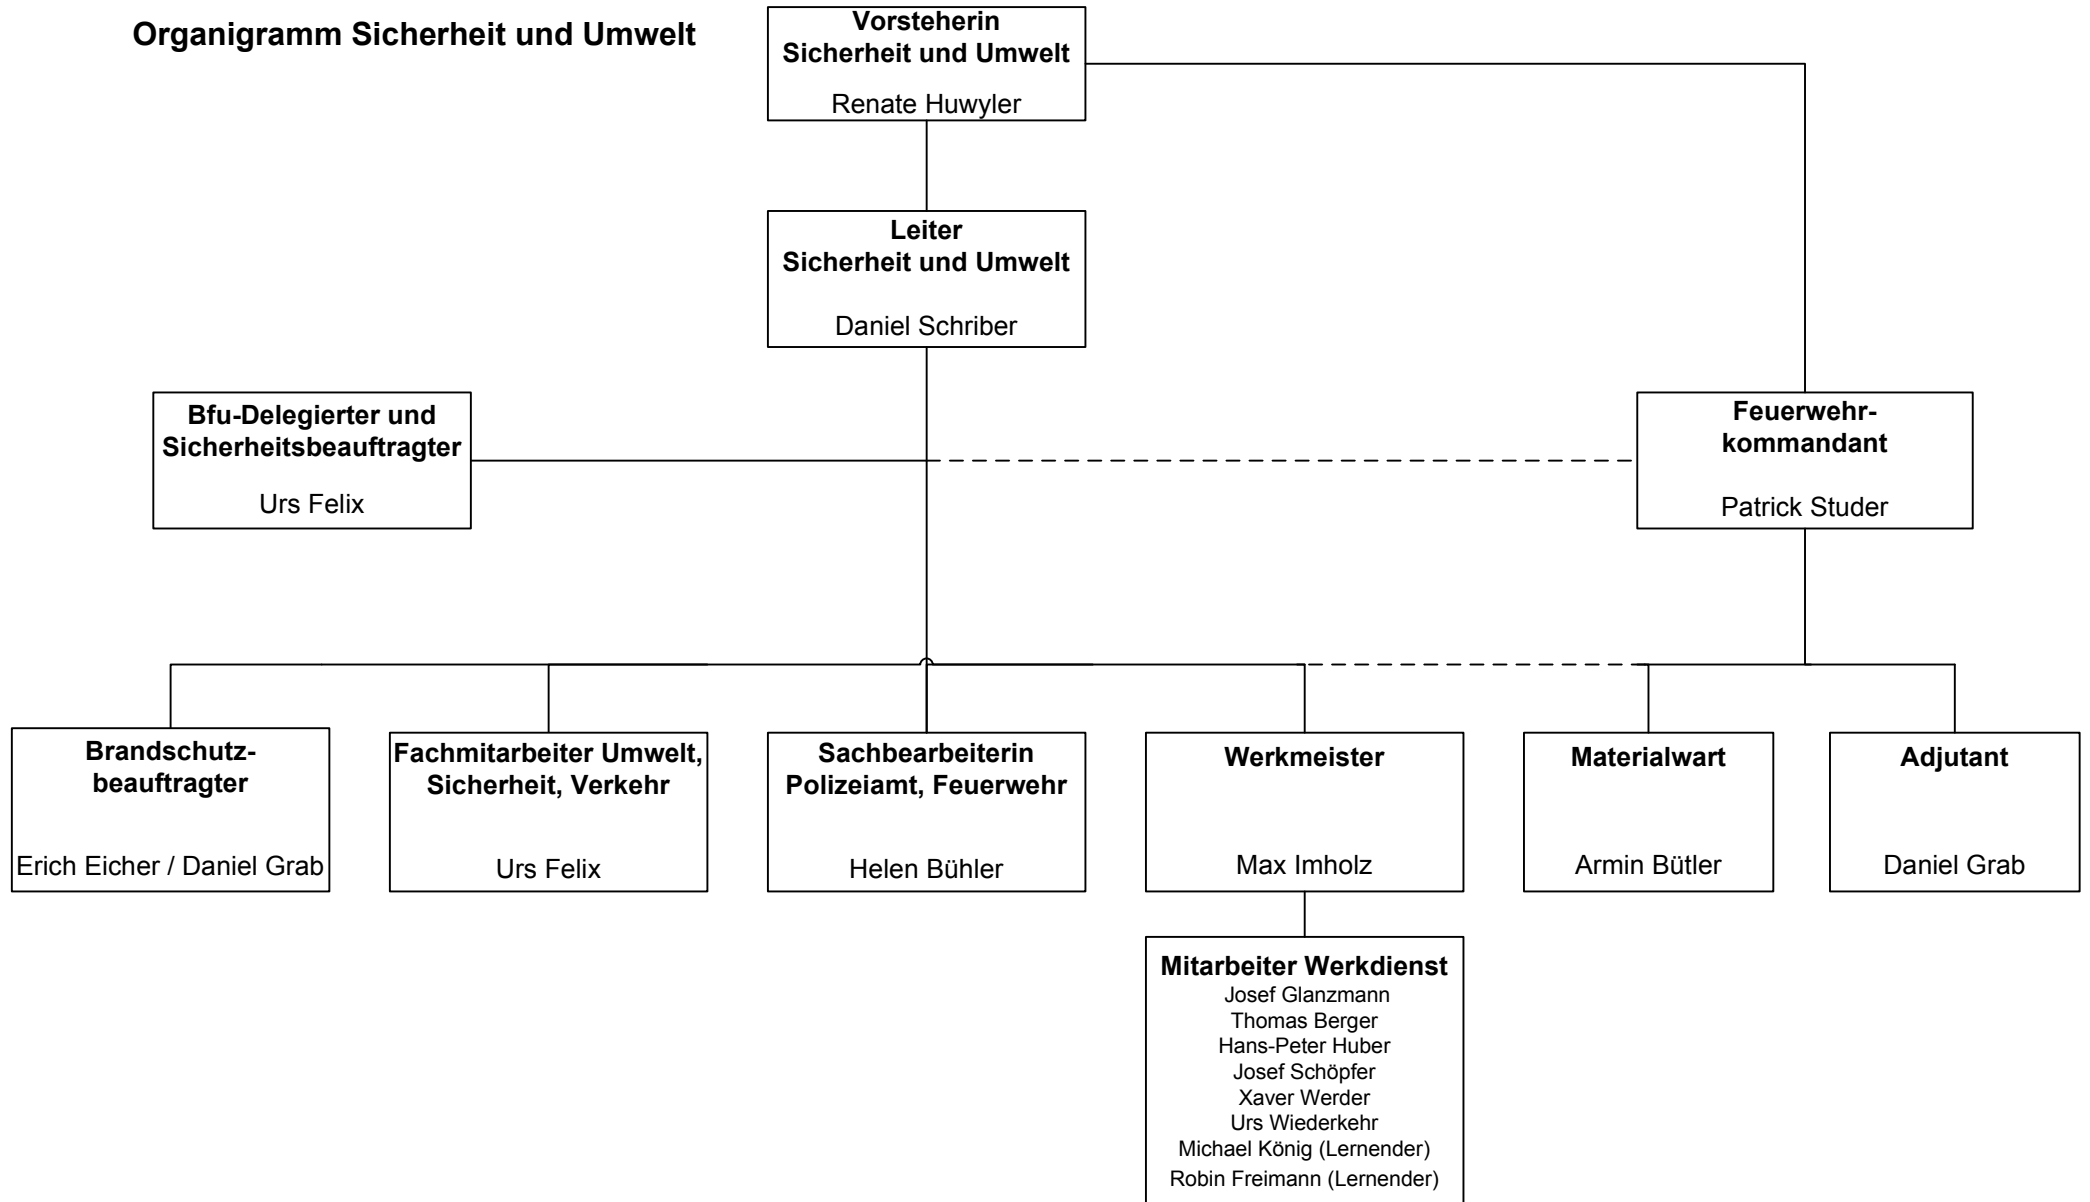 Organigramm Sicherheit und Umwelt
Vorsteherin
Sicherheit und Umwelt
Renate Huwyler
Leiter
Sicherheit und Umwelt
Daniel Schriber
Bfu-Delegierter und
Sicherheitsbeauftragter
Urs Felix
Feuerwehr-
kommandant
Patrick Studer
Brandschutz-
beauftragter
Erich Eicher / Daniel Grab
Fachmitarbeiter Umwelt,
Sicherheit, Verkehr
Urs Felix
Sachbearbeiterin
Polizeiamt, Feuerwehr
Helen Bühler
Werkmeister
Max Imholz
Materialwart
Armin Bütler
Adjutant
Daniel Grab
Mitarbeiter Werkdienst
Josef Glanzmann
Thomas Berger
Hans-Peter Huber
Josef Schöpfer
Xaver Werder
Urs Wiederkehr
Michael König (Lernender)
Robin Freimann (Lernender)